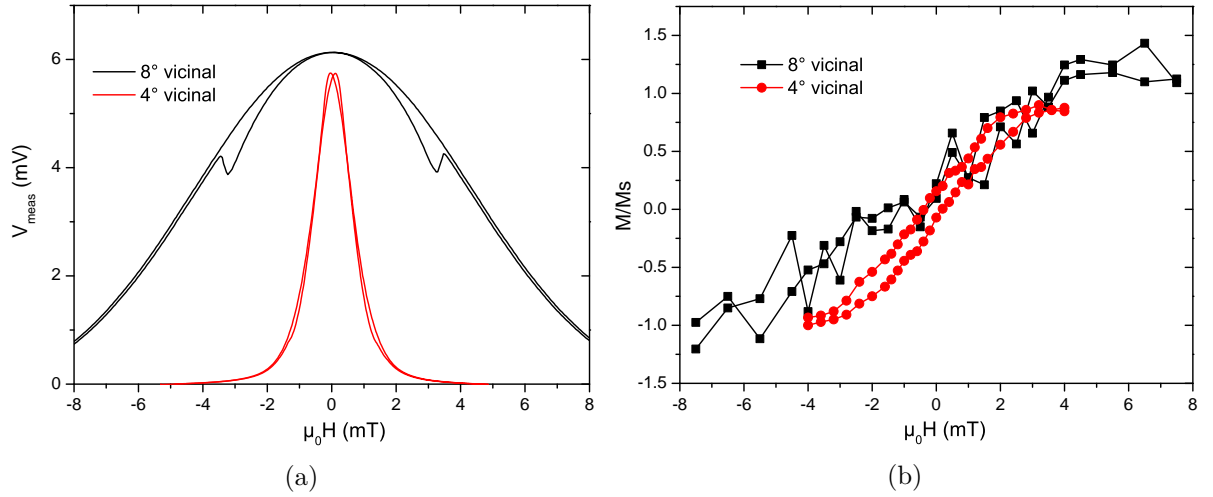 (a)
6
4
2
0
V_meas (mV)
8° vicinal
4° vicinal
-8 -6 -4 -2 0 2 4 6 8
μ₀H (mT)
(a)
(b)
1.5
1.0
0.5
0.0
-0.5
-1.0
-1.5
M/Ms
8° vicinal
4° vicinal
-8 -6 -4 -2 0 2 4 6 8
μ₀H (mT)
(b)